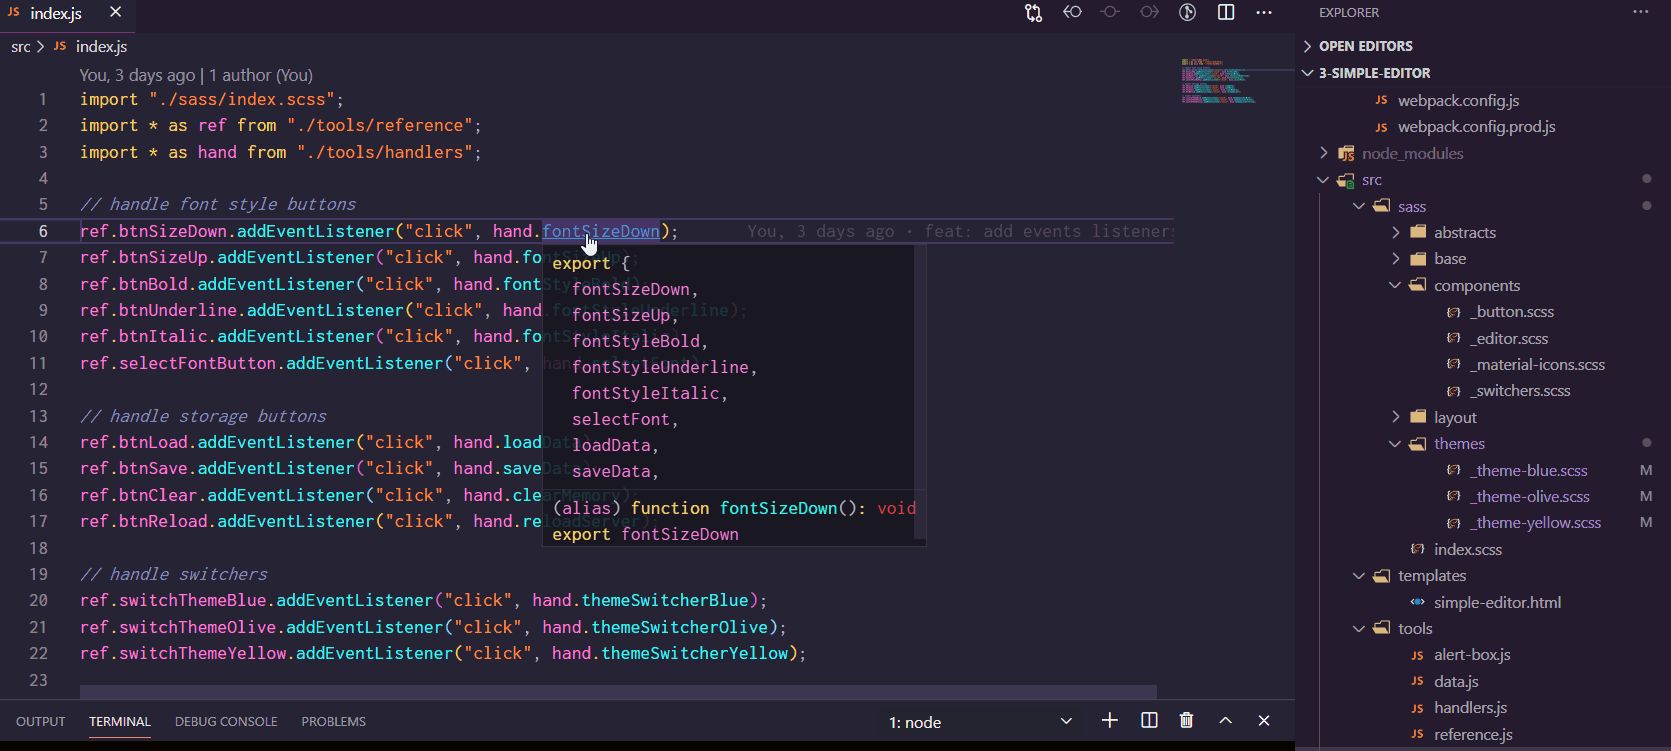 JS index.js
src > JS index.js
You, 3 days ago | 1 author (You)
1 import "./sass/index.scss";
2 import * as ref from "./tools/reference";
3 import * as hand from "./tools/handlers";
4
5 // handle font style buttons
6 ref.btnSizeDown.addEventListener("click", hand.fontSizeDown); You, 3 days ago • feat: add events listener
7 ref.btnSizeUp.addEventListener("click", hand.fontSizeUp);
8 ref.btnBold.addEventListener("click", hand.fontStyleBold);
9 ref.btnUnderline.addEventListener("click", hand.fontStyleUnderline);
10 ref.btnItalic.addEventListener("click", hand.fontStyleItalic);
11 ref.selectFontButton.addEventListener("click", hand.selectFont);
12
13 // handle storage buttons
14 ref.btnLoad.addEventListener("click", hand.loadData);
15 ref.btnSave.addEventListener("click", hand.saveData);
16 ref.btnClear.addEventListener("click", hand.clearMemory);
17 ref.btnReload.addEventListener("click", hand.reloadServer);
18
19 // handle switchers
20 ref.switchThemeBlue.addEventListener("click", hand.themeSwitcherBlue);
21 ref.switchThemeOlive.addEventListener("click", hand.themeSwitcherOlive);
22 ref.switchThemeYellow.addEventListener("click", hand.themeSwitcherYellow);
23
export {
fontSizeDown,
fontSizeUp,
fontStyleBold,
fontStyleUnderline,
fontStyleItalic,
selectFont,
loadData,
saveData,
(alias) function fontSizeDown(): void
export fontSizeDown
OUTPUT TERMINAL DEBUG CONSOLE PROBLEMS 1: node
EXPLORER
OPEN EDITORS
3-SIMPLE-EDITOR
JS webpack.config.js
JS webpack.config.prod.js
JS node_modules
src
sass
abstracts
base
components
_button.scss
_editor.scss
_material-icons.scss
_switchers.scss
layout
themes
_theme-blue.scss M
_theme-olive.scss M
_theme-yellow.scss M
index.scss
templates
simple-editor.html
tools
JS alert-box.js
JS data.js
JS handlers.js
JS reference.js